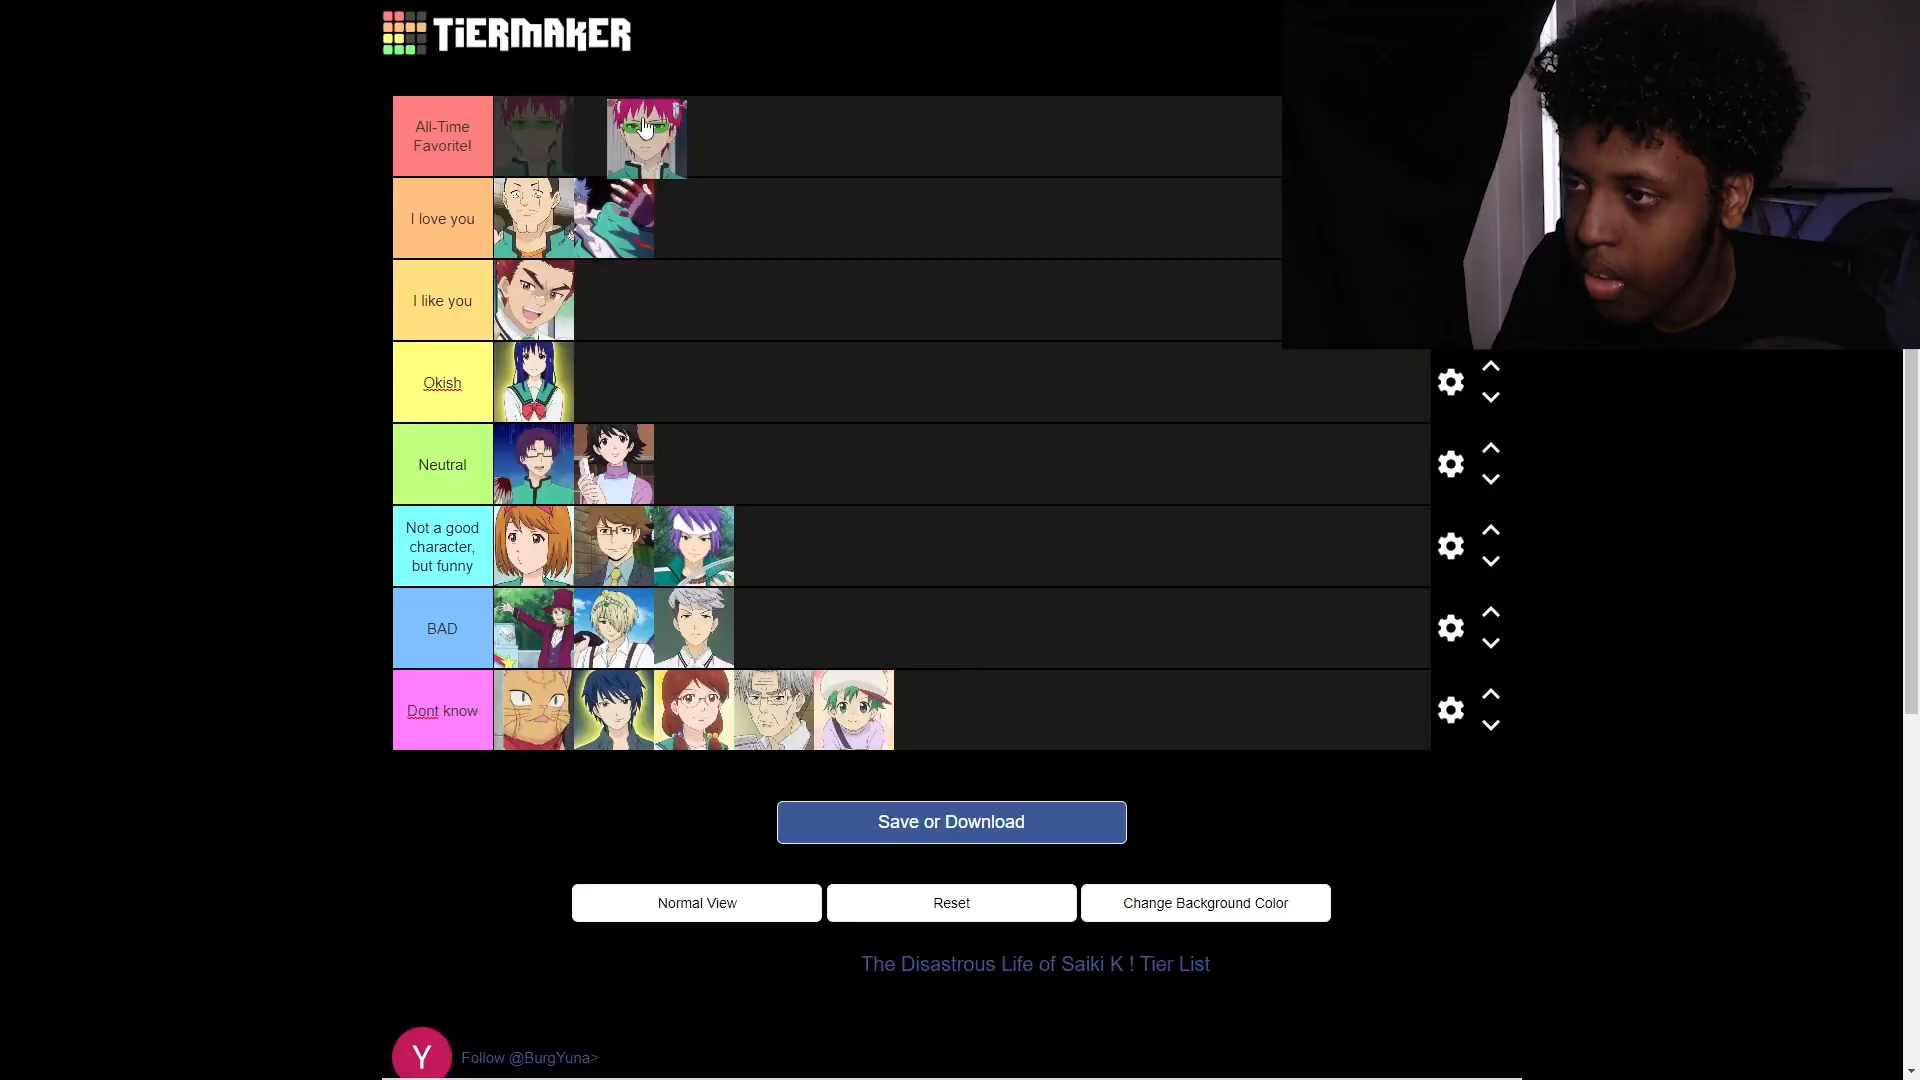 TiERMAKER
All-Time
Favorite!
I love you
I like you
Okish
Neutral
Not a good
character,
but funny
BAD
Dont know
Save or Download
Normal View
Reset
Change Background Color
The Disastrous Life of Saiki K ! Tier List
Y
Follow @BurgYuna>